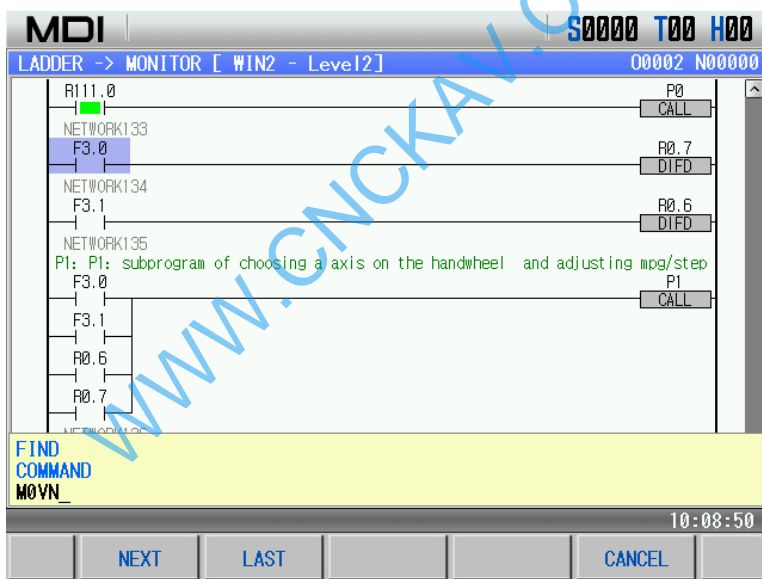 MDI S0000 T00 H00
LADDER -> MONITOR [ WIN2 - Level2] O0002 N00000
R111.0 P0
CALL
NETWORK133
F3.0 R0.7
DIFD
NETWORK134
F3.1 R0.6
DIFD
NETWORK135
P1: P1: subprogram of choosing a axis on the handwheel and adjusting mpg/step
F3.0 P1
CALL
F3.1
R0.6
R0.7
FIND
COMMAND
MOVN_
10:08:50
NEXT LAST CANCEL
WWW.CNCKAV.C